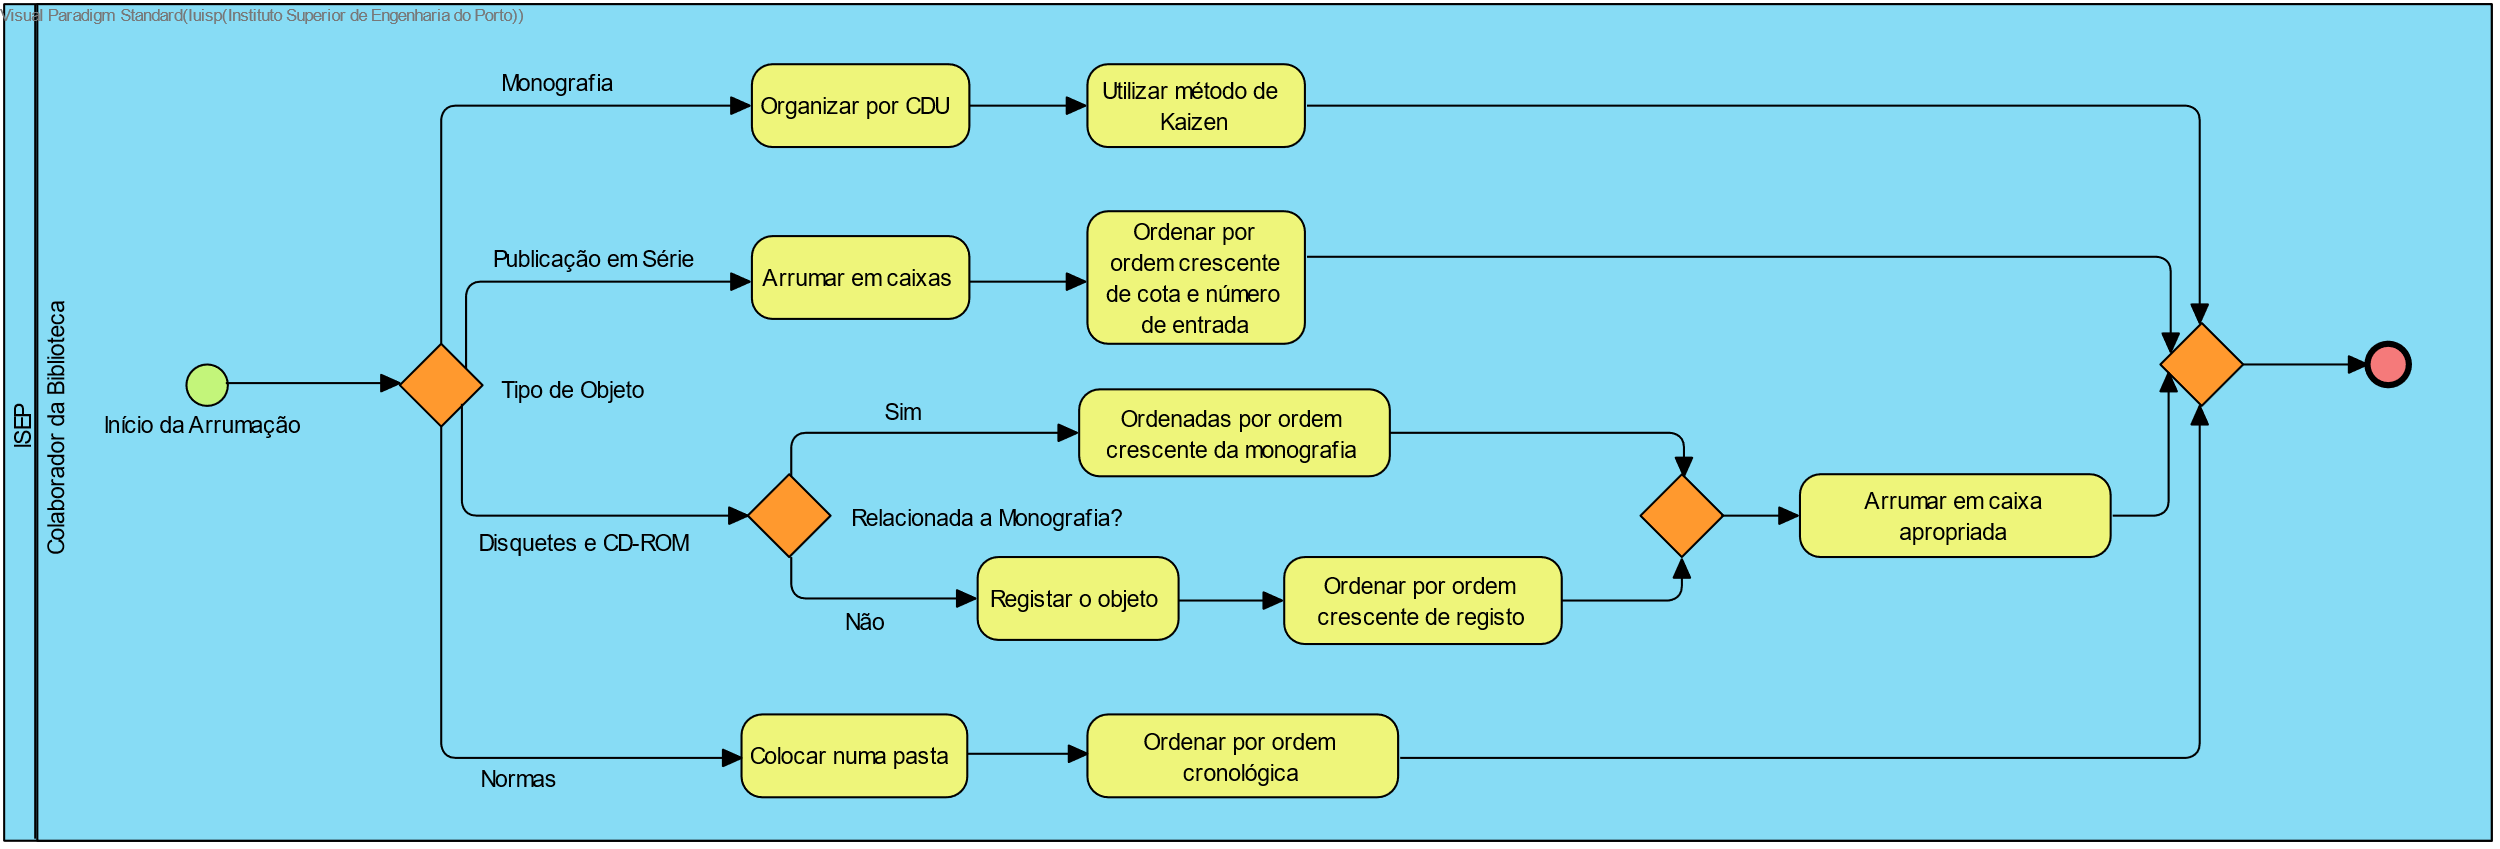 Visual Paradigm Standard(Iuisp(Instituto Superior de Engenharia do Porto))
ISEP
Colaborador da Biblioteca
Início da Arrumação
Tipo de Objeto
Monografia
Organizar por CDU
Utilizar método de
Kaizen
Publicação em Série
Arrumar em caixas
Ordenar por
ordem crescente
de cota e número
de entrada
Disquetes e CD-ROM
Relacionada a Monografia?
Sim
Ordenadas por ordem
crescente da monografia
Não
Registar o objeto
Ordenar por ordem
crescente de registo
Arrumar em caixa
apropriada
Normas
Colocar numa pasta
Ordenar por ordem
cronológica